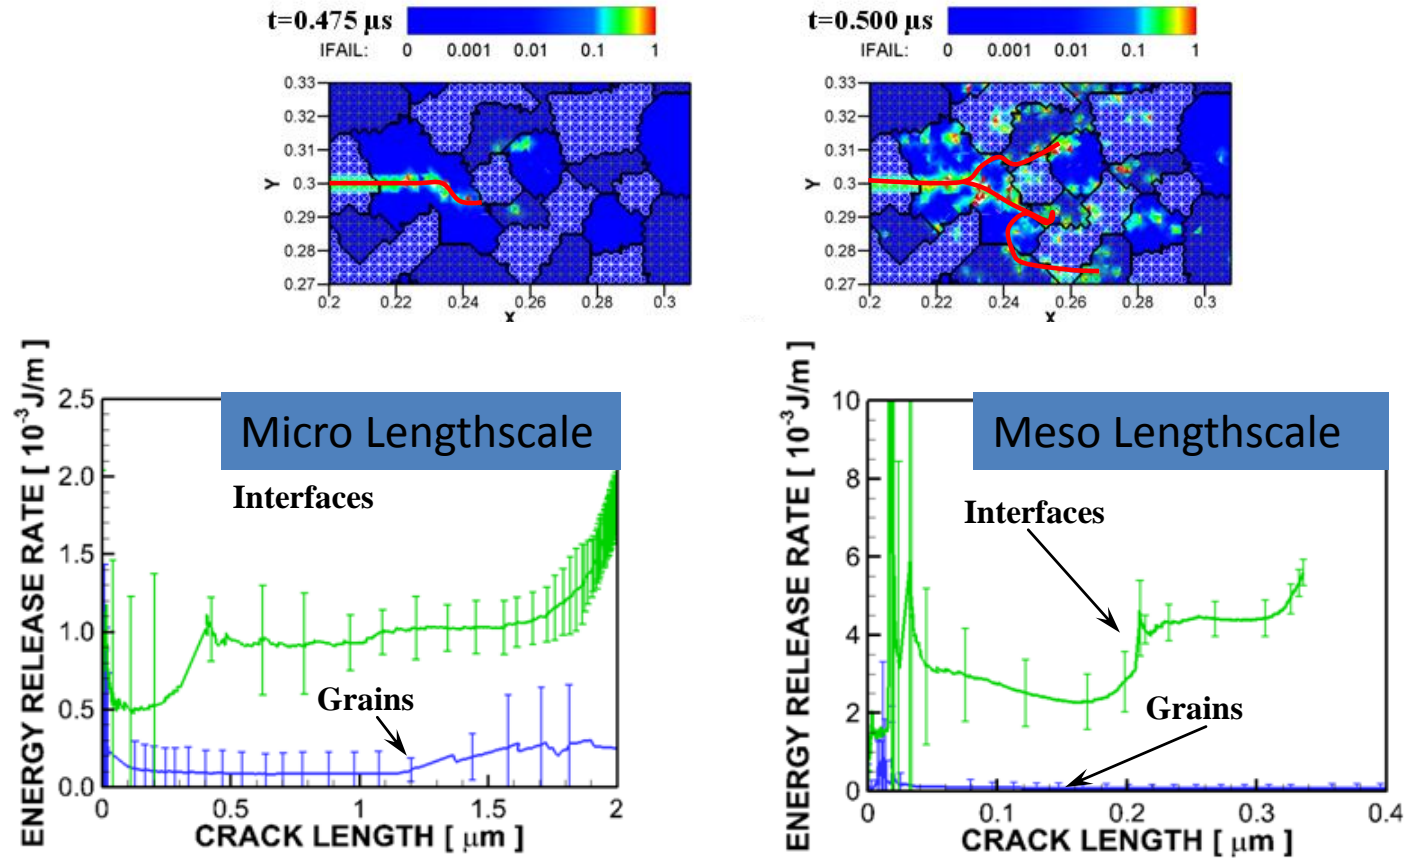 t=0.475 µs
IFAIL: 0 0.001 0.01 0.1 1
0.33
0.32
0.31
0.3
0.29
0.28
0.27
Y
0.2 0.22 0.24 0.26 0.28 0.3
X
t=0.500 µs
IFAIL: 0 0.001 0.01 0.1 1
0.33
0.32
0.31
0.3
0.29
0.28
0.27
Y
0.2 0.22 0.24 0.26 0.28 0.3
X
Micro Lengthscale
ENERGY RELEASE RATE [ 10⁻³J/m ]
2.5
2.0
1.5
1.0
0.5
0.0
Interfaces
Grains
0 0.5 1 1.5 2
CRACK LENGTH [ µm ]
Meso Lengthscale
ENERGY RELEASE RATE [ 10⁻³J/m ]
10
8
6
4
2
0
Interfaces
Grains
0 0.1 0.2 0.3 0.4
CRACK LENGTH [ µm ]